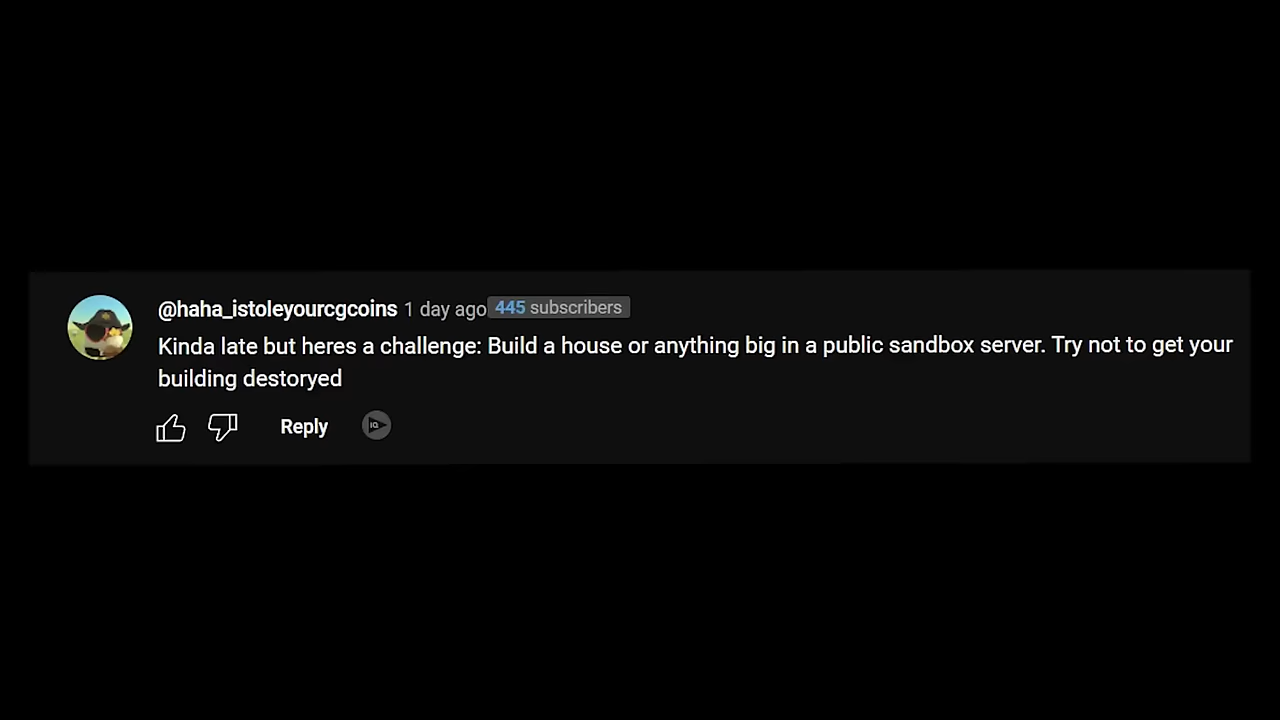 @haha_istoleyourcgcoins 1 day ago 445 subscribers
Kinda late but heres a challenge: Build a house or anything big in a public sandbox server. Try not to get your
building destoryed
Reply
IQ